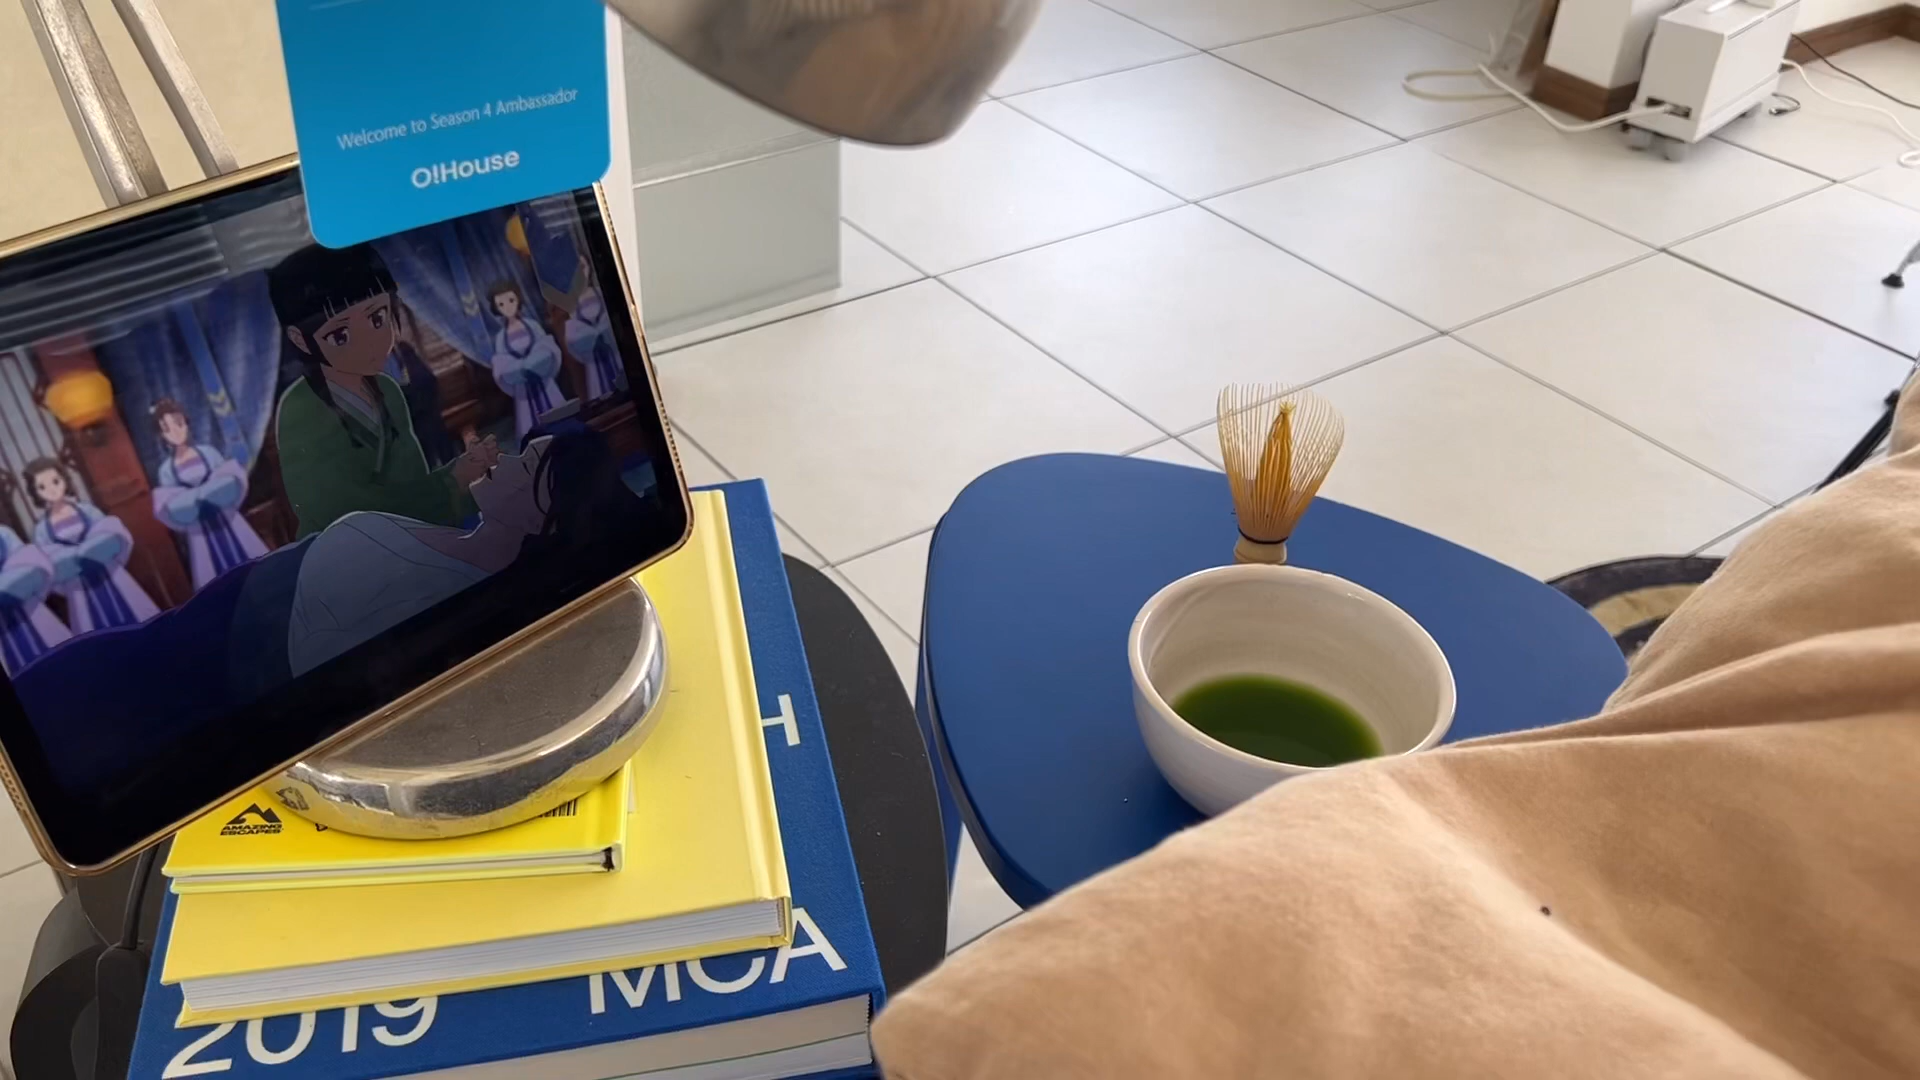 Welcome to Season 4 Ambassador
O!House
AMAZING
ESCAPES
H
2019 MCA